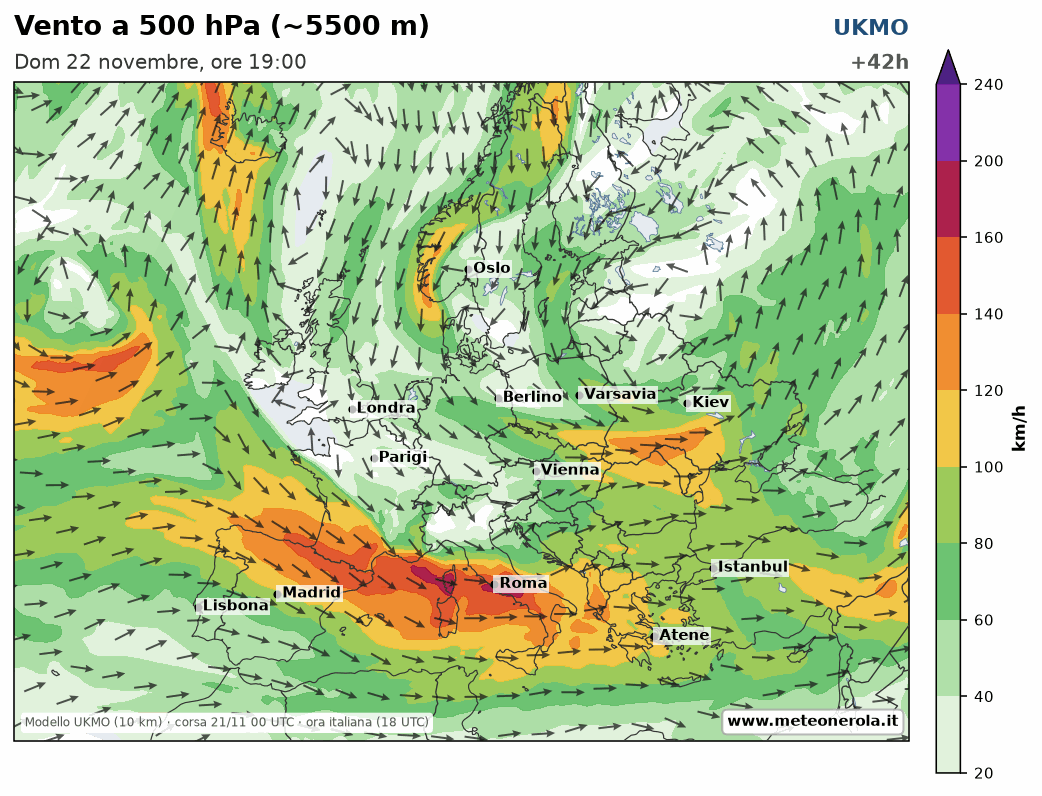 Vento a 500 hPa (~5500 m)
UKMO
Dom 22 novembre, ore 19:00
+42h
240
200
160
140
120
100
80
60
40
20
km/h
Oslo
Berlino
Varsavia
Kiev
Londra
Parigi
Vienna
Istanbul
Roma
Madrid
Lisbona
Atene
Modello UKMO (10 km) · corsa 21/11 00 UTC · ora italiana (18 UTC)
www.meteonerola.it